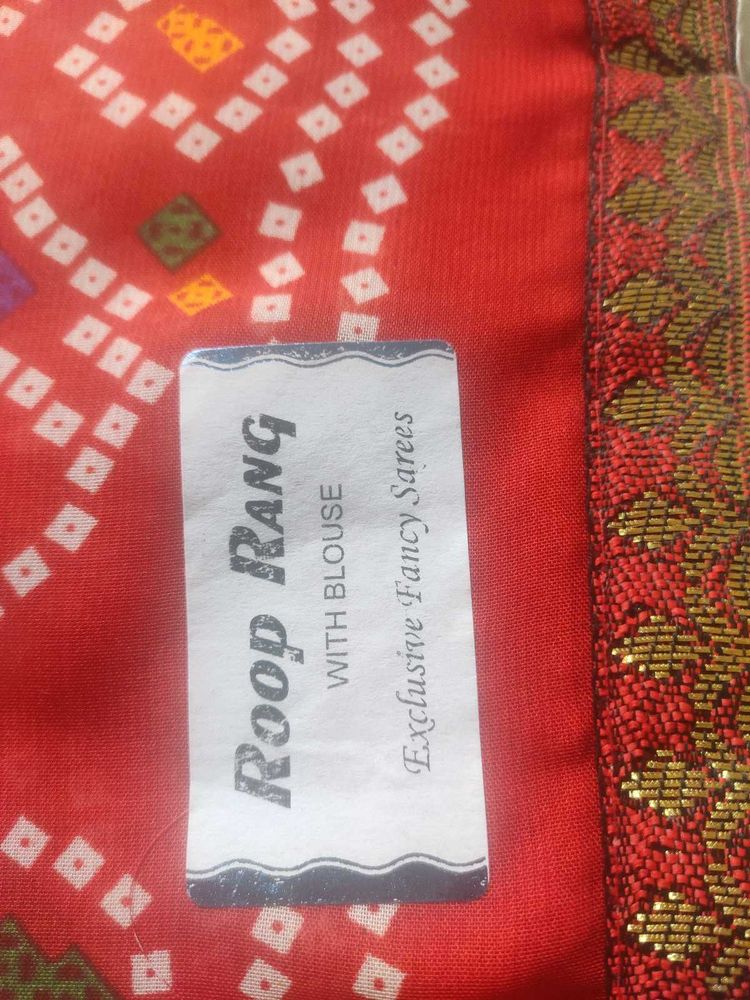 ROOP RANG
WITH BLOUSE
Exclusive Fancy Sarees